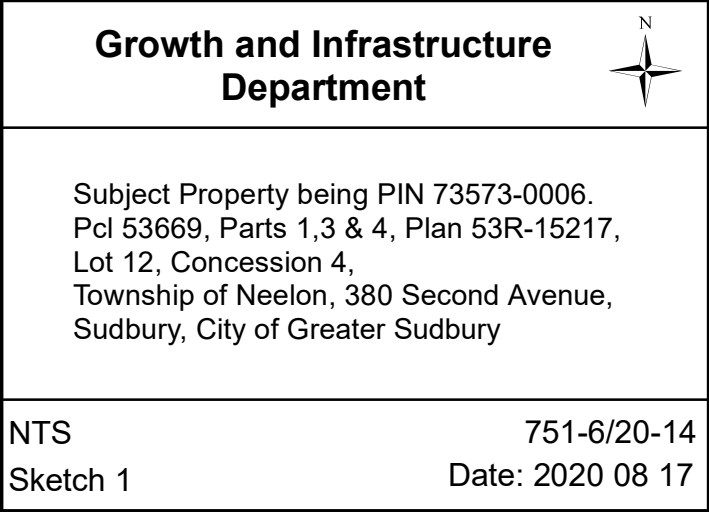 Growth and Infrastructure
Department
N
Subject Property being PIN 73573-0006.
Pcl 53669, Parts 1,3 & 4, Plan 53R-15217,
Lot 12, Concession 4,
Township of Neelon, 380 Second Avenue,
Sudbury, City of Greater Sudbury
NTS
751-6/20-14
Sketch 1
Date: 2020 08 17